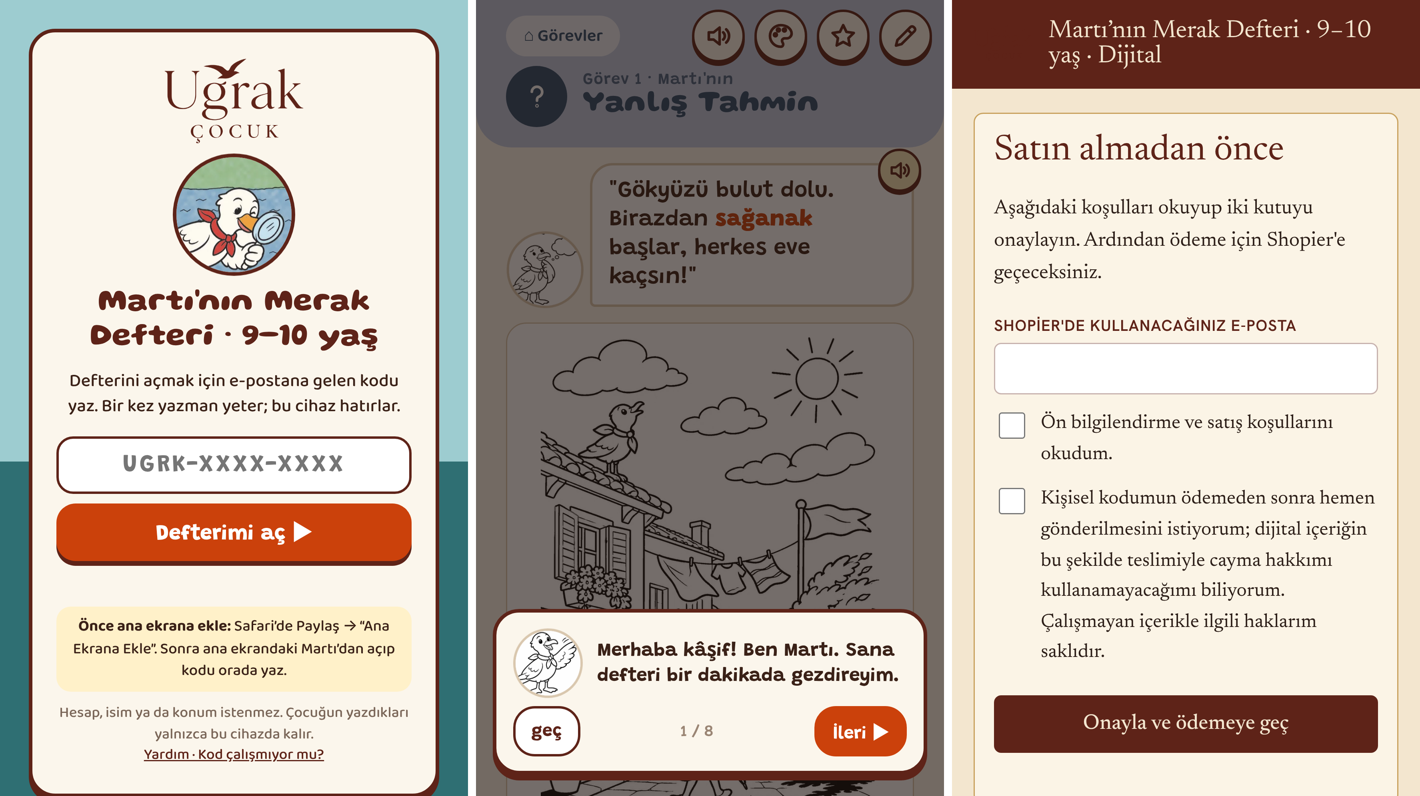 Uğrak
ÇOCUK
Martı'nın Merak
Defteri · 9–10 yaş
Defterini açmak için e-postana gelen kodu
yaz. Bir kez yazman yeter; bu cihaz hatırlar.
UGRK-XXXX-XXXX
Defterimi aç ▶
Önce ana ekrana ekle: Safari’de Paylaş → “Ana
Ekrana Ekle”. Sonra ana ekrandaki Martı’dan açıp
kodu orada yaz.
Hesap, isim ya da konum istenmez. Çocuğun yazdıkları
yalnızca bu cihazda kalır.
Yardım · Kod çalışmıyor mu?
⌂ Görevler
?
Görev 1 · Martı'nın
Yanlış Tahmin
"Gökyüzü bulut dolu.
Birazdan sağanak
başlar, herkes eve
kaçsın!"
Merhaba kâşif! Ben Martı. Sana
defteri bir dakikada gezdireyim.
geç
1 / 8
İleri ▶
Martı’nın Merak Defteri · 9–10
yaş · Dijital
Satın almadan önce
Aşağıdaki koşulları okuyup iki kutuyu
onaylayın. Ardından ödeme için Shopier'e
geçeceksiniz.
SHOPİER'DE KULLANACAĞINIZ E-POSTA
Ön bilgilendirme ve satış koşullarını
okudum.
Kişisel kodumun ödemeden sonra hemen
gönderilmesini istiyorum; dijital içeriğin
bu şekilde teslimiyle cayma hakkımı
kullanamayacağımı biliyorum.
Çalışmayan içerikle ilgili haklarım
saklıdır.
Onayla ve ödemeye geç